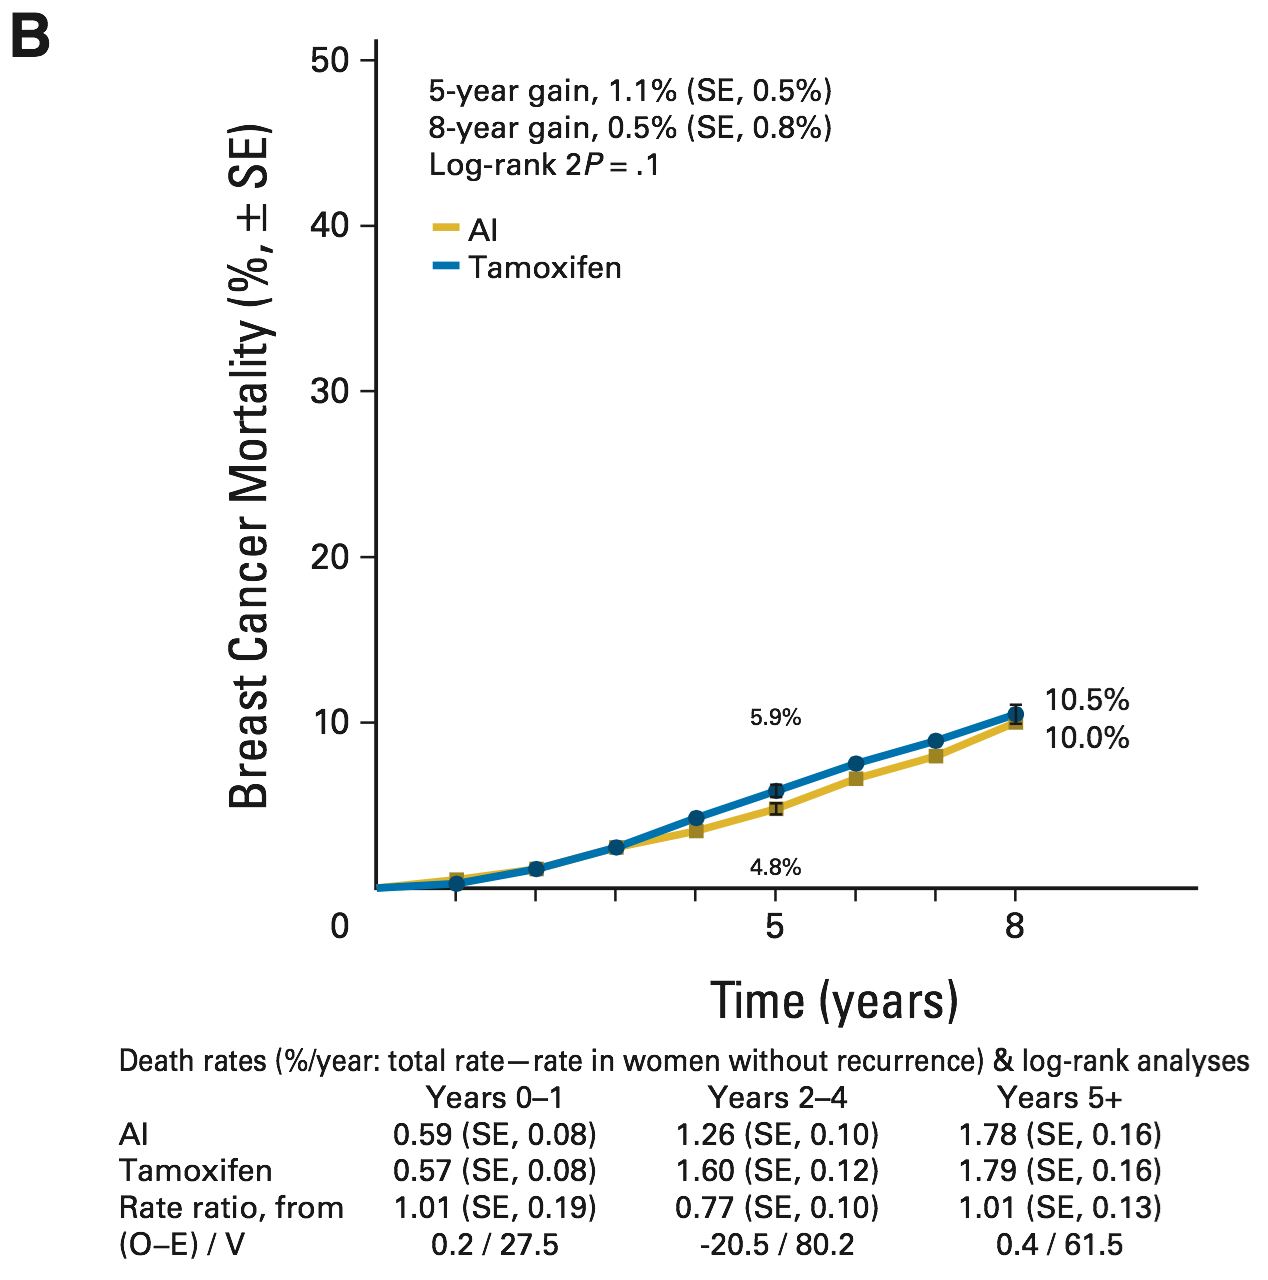 B
Breast Cancer Mortality (%, ± SE)
50
40
30
20
10
0
5-year gain, 1.1% (SE, 0.5%)
8-year gain, 0.5% (SE, 0.8%)
Log-rank 2P = .1
AI
Tamoxifen
5.9%
4.8%
10.5%
10.0%
5
8
Time (years)
Death rates (%/year: total rate—rate in women without recurrence) & log-rank analyses
Years 0–1 Years 2–4 Years 5+
AI 0.59 (SE, 0.08) 1.26 (SE, 0.10) 1.78 (SE, 0.16)
Tamoxifen 0.57 (SE, 0.08) 1.60 (SE, 0.12) 1.79 (SE, 0.16)
Rate ratio, from 1.01 (SE, 0.19) 0.77 (SE, 0.10) 1.01 (SE, 0.13)
(O–E) / V 0.2 / 27.5 -20.5 / 80.2 0.4 / 61.5